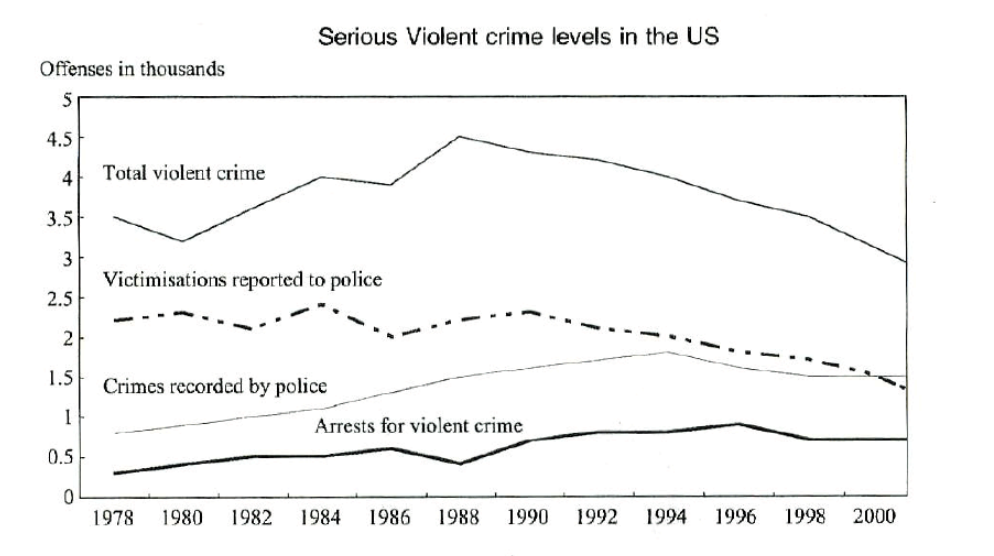 Serious Violent crime levels in the US
Offenses in thousands
5
4.5
Total violent crime
4
3.5
3
Victimisations reported to police
2.5
2
1.5
Crimes recorded by police
1
Arrests for violent crime
0.5
0
1978 1980 1982 1984 1986 1988 1990 1992 1994 1996 1998 2000